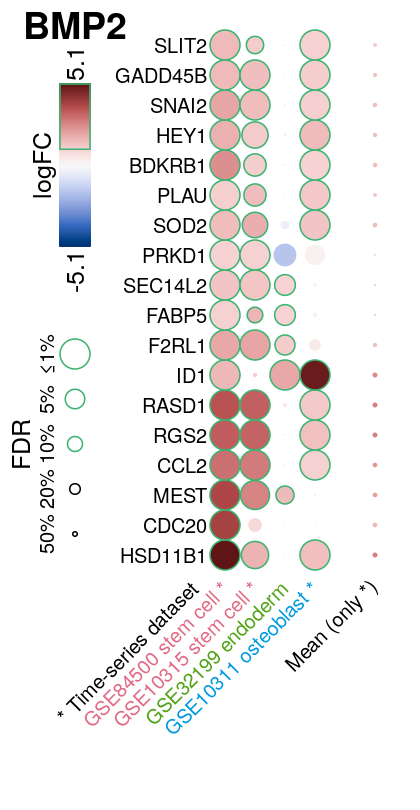 BMP2
5.1
logFC
-5.1
FDR
≤1%
5%
10%
20%
50%
SLIT2
GADD45B
SNAI2
HEY1
BDKRB1
PLAU
SOD2
PRKD1
SEC14L2
FABP5
F2RL1
ID1
RASD1
RGS2
CCL2
MEST
CDC20
HSD11B1
* Time-series dataset
GSE84500 stem cell *
GSE10315 stem cell *
GSE32199 endoderm
GSE10311 osteoblast *
Mean (only *)